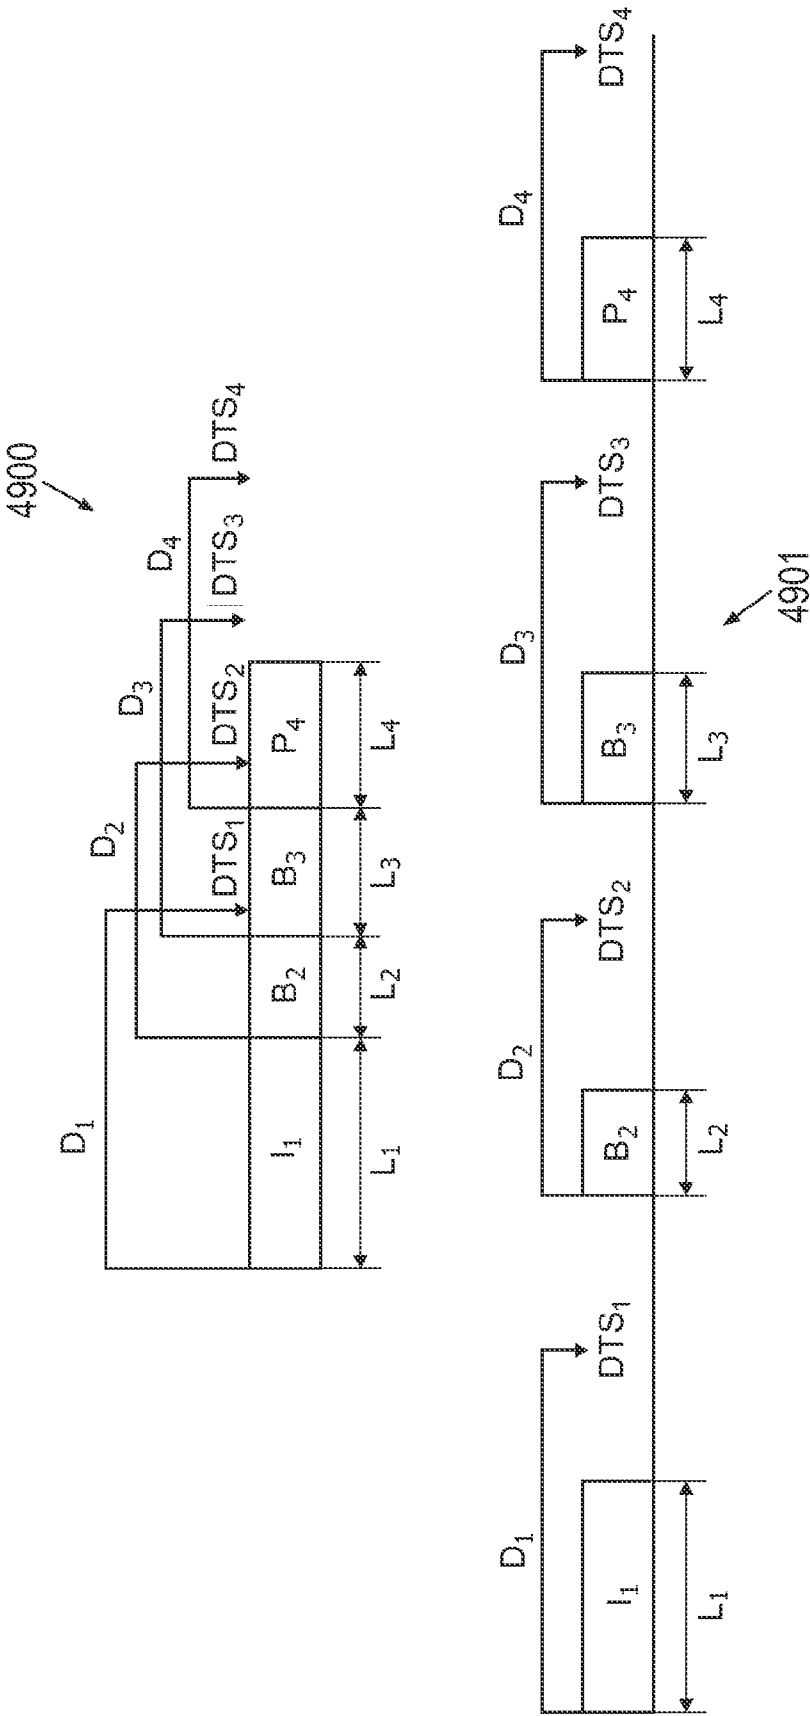 4900
D₁
D₂
D₃
D₄
DTS₁
DTS₂
DTS₃
DTS₄
I₁
B₂
B₃
P₄
L₁
L₂
L₃
L₄
D₁
D₂
D₃
D₄
DTS₁
DTS₂
DTS₃
DTS₄
I₁
B₂
B₃
P₄
L₁
L₂
L₃
L₄
4901